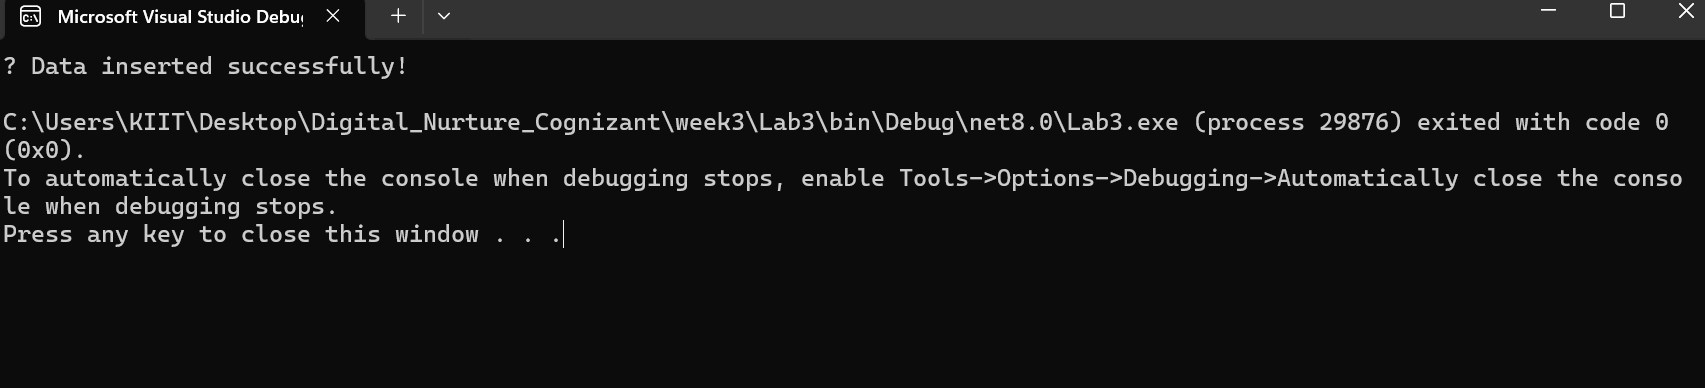 Microsoft Visual Studio Debu
? Data inserted successfully!
C:\Users\KIIT\Desktop\Digital_Nurture_Cognizant\week3\Lab3\bin\Debug\net8.0\Lab3.exe (process 29876) exited with code 0
(0x0).
To automatically close the console when debugging stops, enable Tools->Options->Debugging->Automatically close the conso
le when debugging stops.
Press any key to close this window . . .